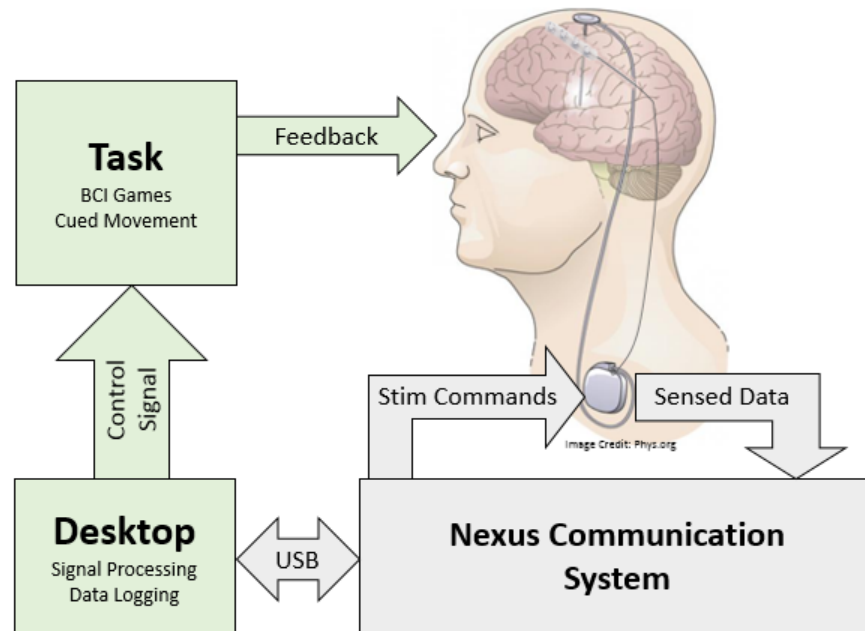 Task
BCI Games
Cued Movement
Feedback
Control
Signal
Stim Commands
Sensed Data
Image Credit: Phys.org
Desktop
Signal Processing
Data Logging
USB
Nexus Communication
System